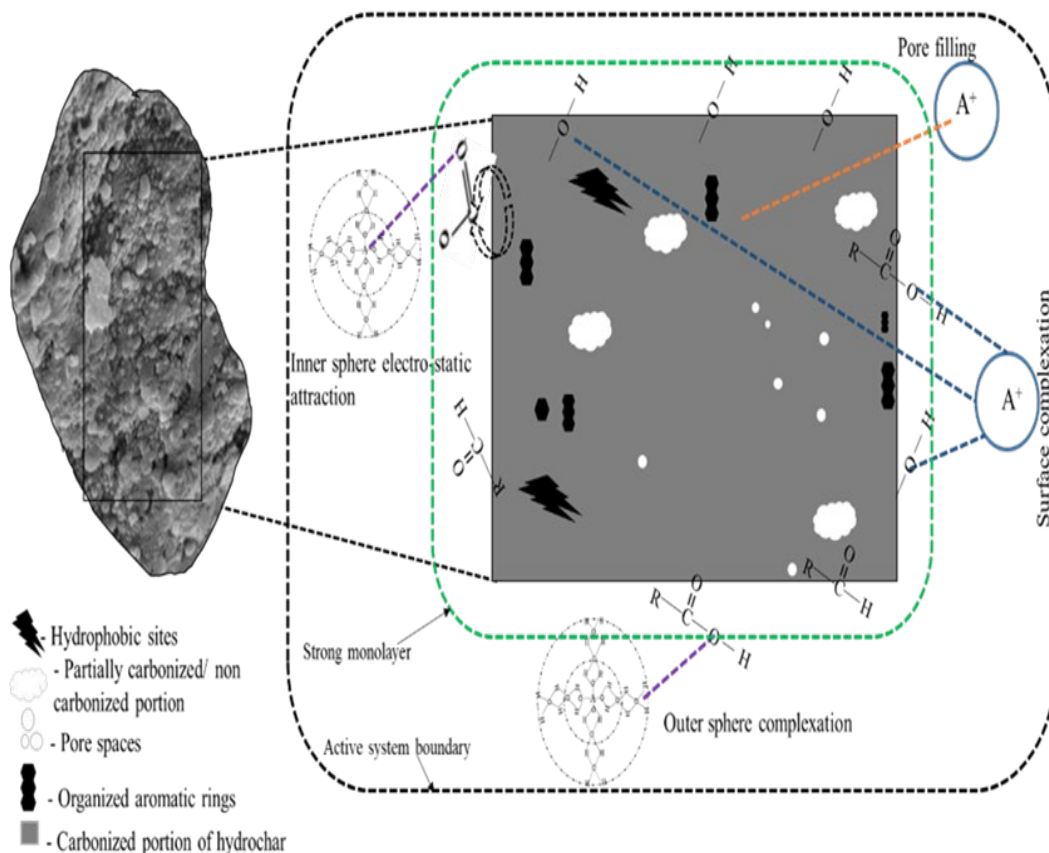 Pore filling
A+
O
H
O
H
O
H
O
O
R
C
O
O
H
Inner sphere electro-static
attraction
H
C
O
R
A+
Surface complexation
O
H
Strong monolayer
R
C
O
O
H
R
C
O
H
Outer sphere complexation
Active system boundary
- Hydrophobic sites
- Partially carbonized/ non
carbonized portion
- Pore spaces
- Organized aromatic rings
- Carbonized portion of hydrochar